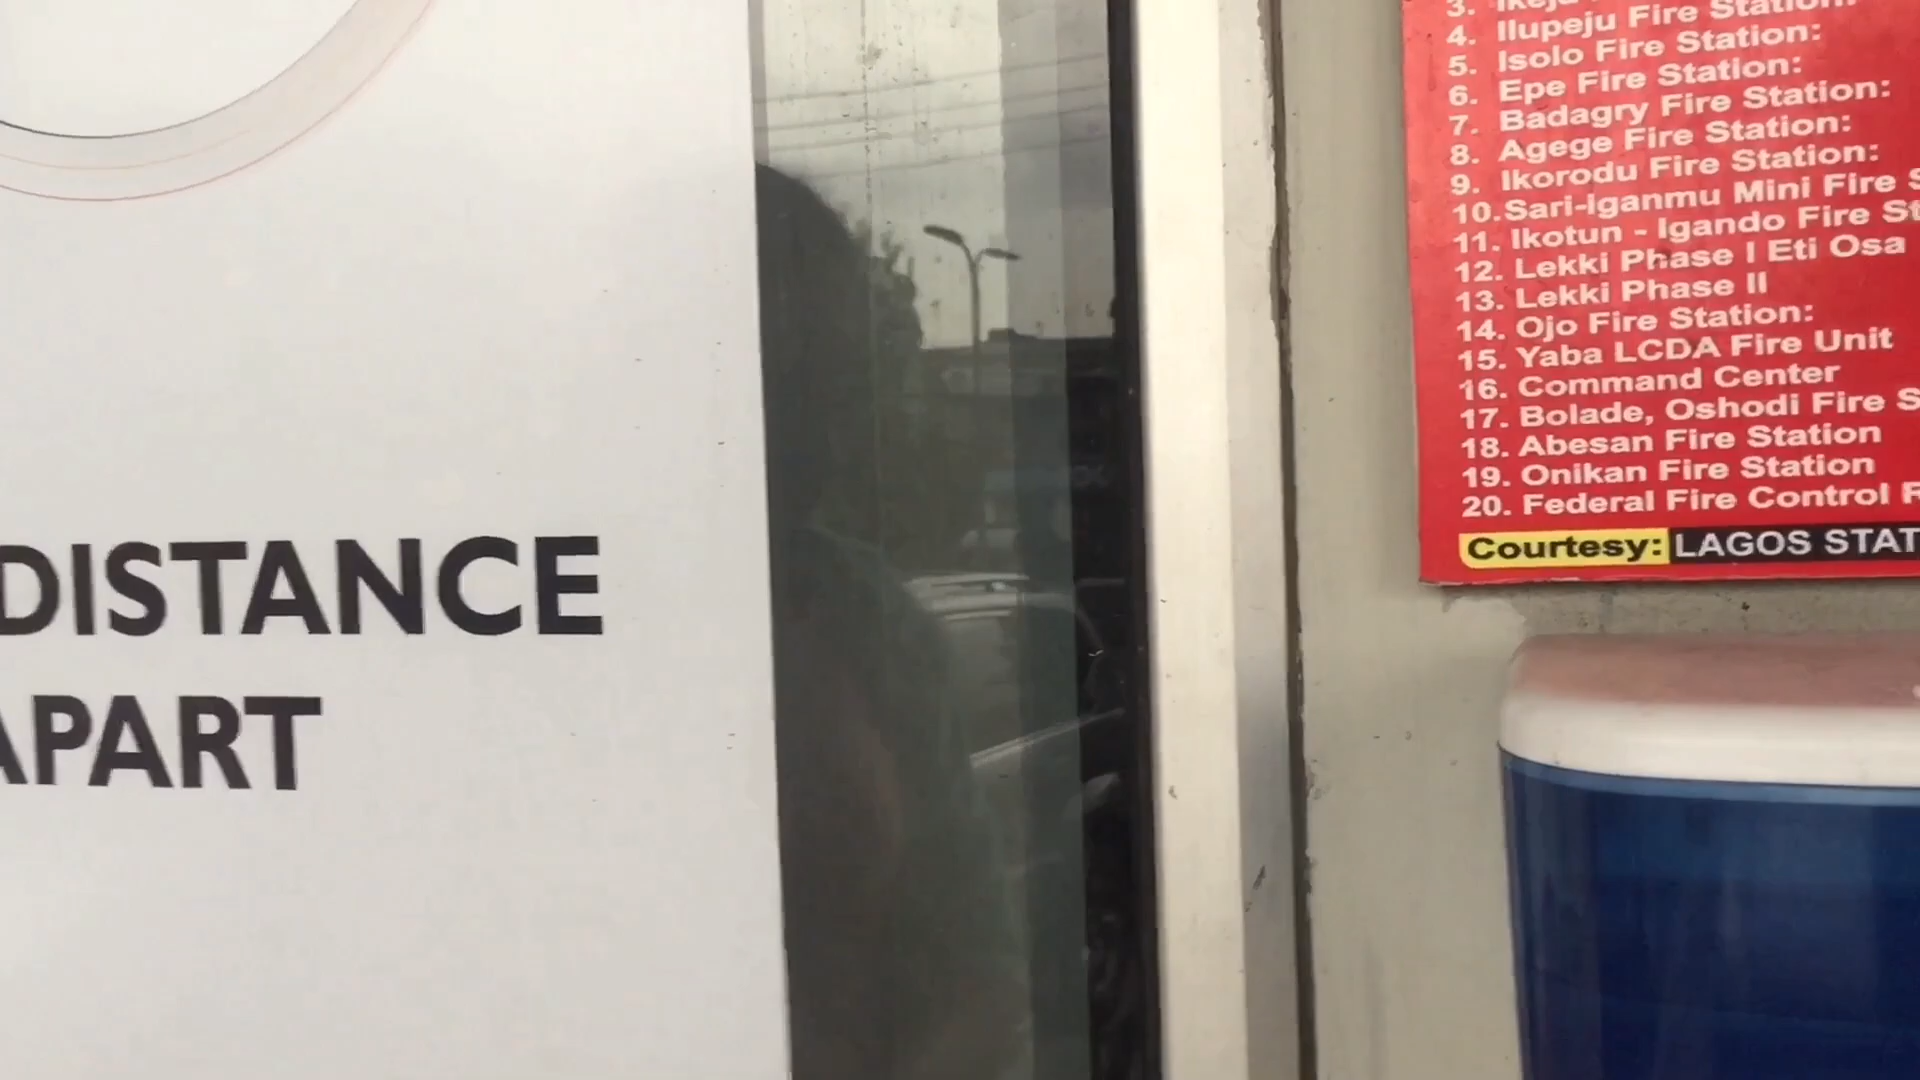 DISTANCE
APART
3. Ikeja
4. Ilupeju Fire Station:
5. Isolo Fire Station:
6. Epe Fire Station:
7. Badagry Fire Station:
8. Agege Fire Station:
9. Ikorodu Fire Station:
10. Sari-Iganmu Mini Fire
11. Ikotun - Igando Fire
12. Lekki Phase I Eti Osa
13. Lekki Phase II
14. Ojo Fire Station:
15. Yaba LCDA Fire Unit
16. Command Center
17. Bolade, Oshodi Fire
18. Abesan Fire Station
19. Onikan Fire Station
20. Federal Fire Control
Courtesy: LAGOS STAT